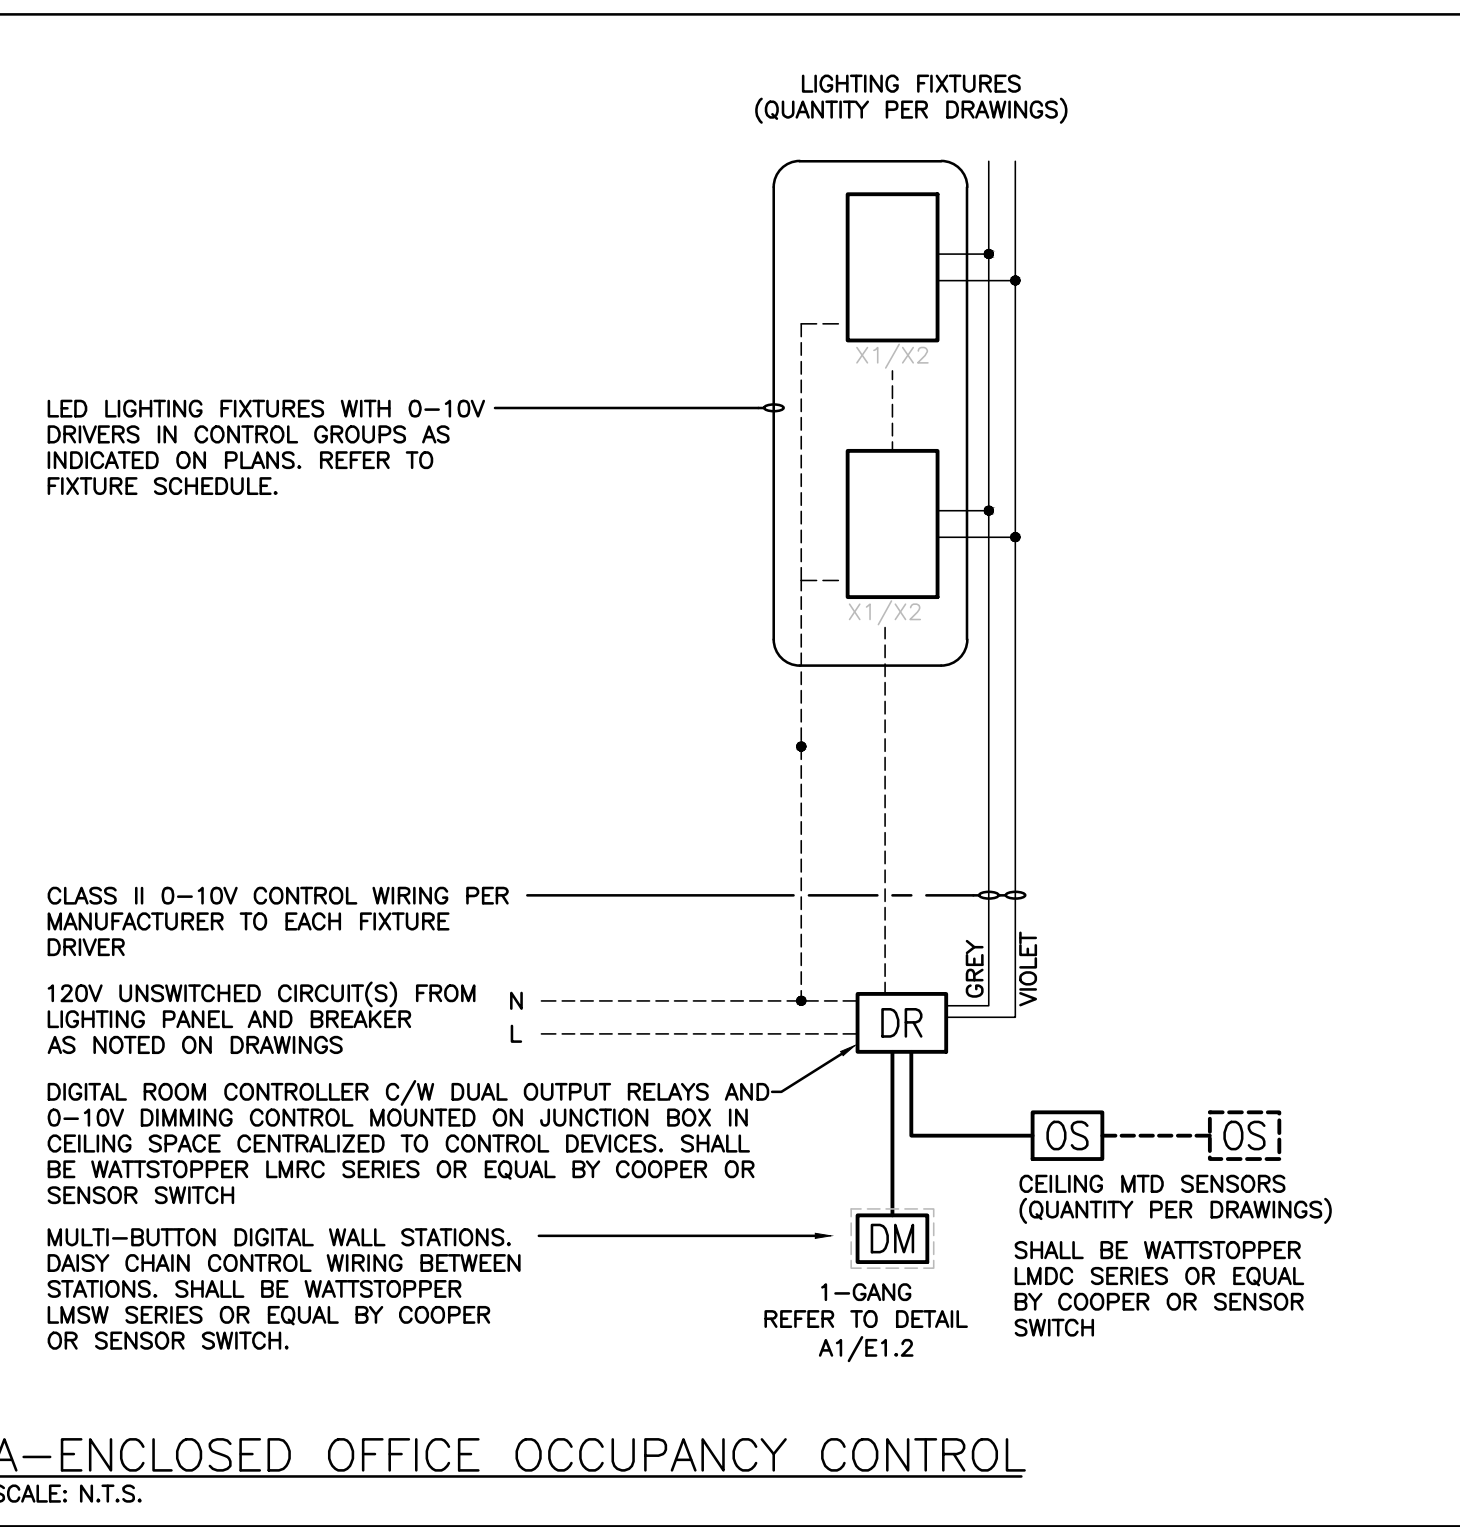 LIGHTING FIXTURES
(QUANTITY PER DRAWINGS)
X1/X2
LED LIGHTING FIXTURES WITH 0-10V
DRIVERS IN CONTROL GROUPS AS
INDICATED ON PLANS. REFER TO
FIXTURE SCHEDULE.
X1/X2
CLASS II 0-10V CONTROL WIRING PER
MANUFACTURER TO EACH FIXTURE
DRIVER
GREY
VIOLET
120V UNSWITCHED CIRCUIT(S) FROM
LIGHTING PANEL AND BREAKER
AS NOTED ON DRAWINGS
N
L
DR
DIGITAL ROOM CONTROLLER C/W DUAL OUTPUT RELAYS AND
0-10V DIMMING CONTROL MOUNTED ON JUNCTION BOX IN
CEILING SPACE CENTRALIZED TO CONTROL DEVICES. SHALL
BE WATTSTOPPER LMRC SERIES OR EQUAL BY COOPER OR
SENSOR SWITCH
OS
OS
CEILING MTD SENSORS
(QUANTITY PER DRAWINGS)
SHALL BE WATTSTOPPER
LMDC SERIES OR EQUAL
BY COOPER OR SENSOR
SWITCH
MULTI-BUTTON DIGITAL WALL STATIONS.
DAISY CHAIN CONTROL WIRING BETWEEN
STATIONS. SHALL BE WATTSTOPPER
LMSW SERIES OR EQUAL BY COOPER
OR SENSOR SWITCH.
DM
1-GANG
REFER TO DETAIL
A1/E1.2
A-ENCLOSED OFFICE OCCUPANCY CONTROL
SCALE: N.T.S.